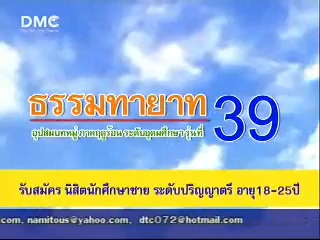 DMC
ธรรมทายาท
อุปสมบทหมู่ ภาคฤดูร้อน ระดับอุดมศึกษา รุ่นที่
39
รับสมัคร นิสิตนักศึกษาชาย ระดับปริญญาตรี อายุ18-25ปี
com, namitous@yahoo.com, dtc072@hotmail.com